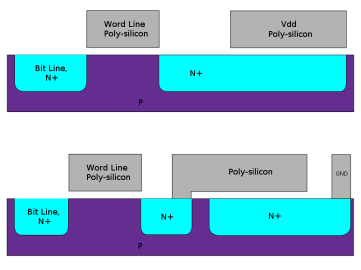 Word Line
Poly-silicon
Vdd
Poly-silicon
Bit Line,
N+
N+
P
Word Line
Poly-silicon
Poly-silicon
GND
Bit Line,
N+
N+
N+
P